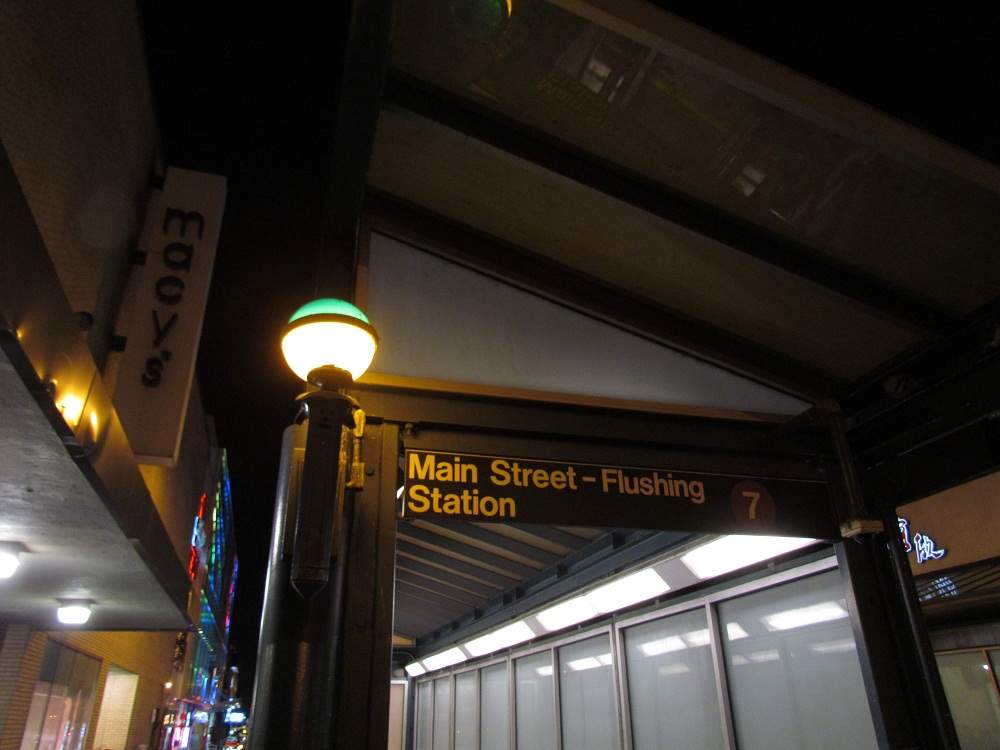 macy's
Main Street-Flushing
Station
7